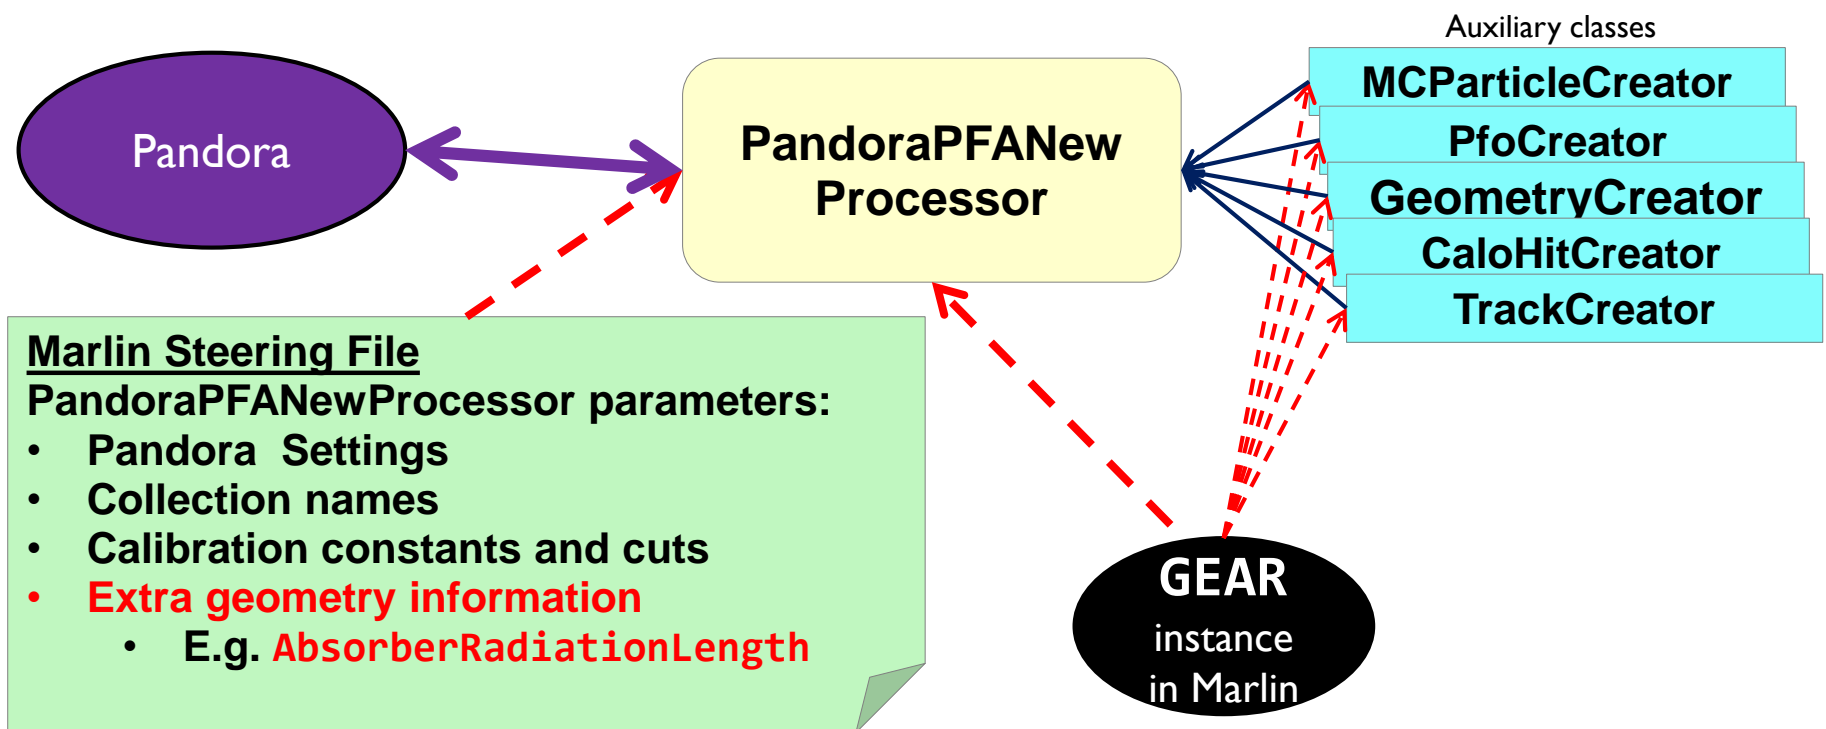 Auxiliary classes
Pandora
PandoraPFANew
Processor
MCParticleCreator
PfoCreator
GeometryCreator
CaloHitCreator
TrackCreator
Marlin Steering File
PandoraPFANewProcessor parameters:
• Pandora Settings
• Collection names
• Calibration constants and cuts
• Extra geometry information
• E.g. AbsorberRadiationLength
GEAR
instance
in Marlin